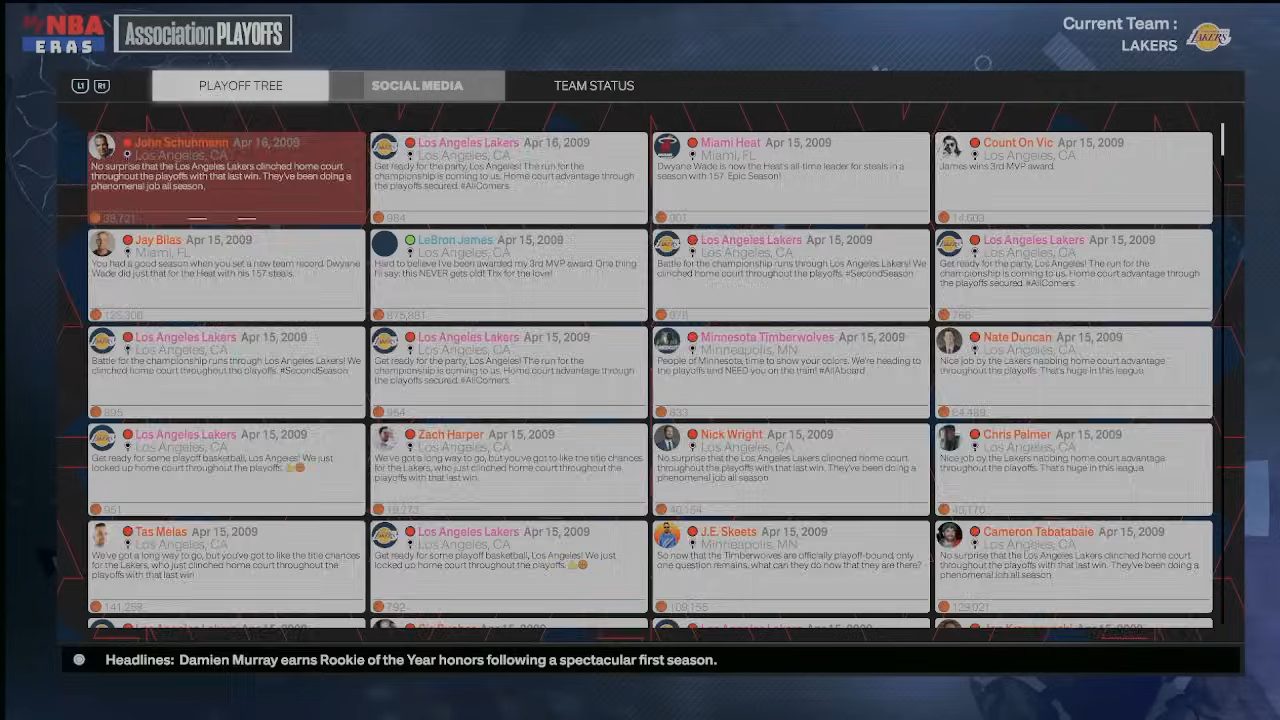 MyNBA ERAS
Association PLAYOFFS
Current Team :
LAKERS
L1 R1
PLAYOFF TREE
SOCIAL MEDIA
TEAM STATUS
John Schuhmann Apr 16, 2009
Los Angeles, CA
No surprise that the Los Angeles Lakers clinched home court
throughout the playoffs with that last win. They've been doing a
phenomenal job all season.
38,721
Los Angeles Lakers Apr 16, 2009
Los Angeles, CA
Get ready for the party, Los Angeles! The run for the
championship is coming to us. Home court advantage through
the playoffs secured. #AllComers
984
Miami Heat Apr 15, 2009
Miami, FL
Dwyane Wade is now the Heat's all-time leader for steals in a
season with 157. Epic Season!
Count On Vic Apr 15, 2009
Los Angeles, CA
James wins 3rd MVP award.
14,603
Jay Bilas Apr 15, 2009
Miami, FL
You had a good season when you set a new team record. Dwyane
Wade did just that for the Heat with his 157 steals.
LeBron James Apr 15, 2009
Los Angeles, CA
Hard to believe I've been awarded my 3rd MVP award. One thing
I'll say: this NEVER gets old! Thx for the love!
Los Angeles Lakers Apr 15, 2009
Los Angeles, CA
Battle for the championship runs through Los Angeles Lakers! We
clinched home court throughout the playoffs. #SecondSeason
Los Angeles Lakers Apr 15, 2009
Los Angeles, CA
Get ready for the party, Los Angeles! The run for the
championship is coming to us. Home court advantage through
the playoffs secured. #AllComers
Los Angeles Lakers Apr 15, 2009
Los Angeles, CA
Battle for the championship runs through Los Angeles Lakers! We
clinched home court throughout the playoffs. #SecondSeason
895
Los Angeles Lakers Apr 15, 2009
Los Angeles, CA
Get ready for the party, Los Angeles! The run for the
championship is coming to us. Home court advantage through
the playoffs secured. #AllComers
954
Minnesota Timberwolves Apr 15, 2009
Minneapolis, MN
People of Minnesota, time to show your colors. We're heading to
the playoffs and NEED you on the train! #AllAboard
833
Nate Duncan Apr 15, 2009
Los Angeles, CA
Nice job by the Lakers nabbing home court advantage
throughout the playoffs. That's huge in this league.
Los Angeles Lakers Apr 15, 2009
Los Angeles, CA
Get ready for some playoff basketball, Los Angeles! We just
locked up home court throughout the playoffs.
951
Zach Harper Apr 15, 2009
Los Angeles, CA
We've got a long way to go, but you've got to like the title chances
for the Lakers, who just clinched home court throughout the
playoffs with that last win.
Nick Wright Apr 15, 2009
Los Angeles, CA
No surprise that the Los Angeles Lakers clinched home court
throughout the playoffs with that last win. They've been doing a
phenomenal job all season.
Chris Palmer Apr 15, 2009
Los Angeles, CA
Nice job by the Lakers nabbing home court advantage
throughout the playoffs. That's huge in this league.
Tas Melas Apr 15, 2009
Los Angeles, CA
We've got a long way to go, but you've got to like the title chances
for the Lakers, who just clinched home court throughout the
playoffs with that last win.
Los Angeles Lakers Apr 15, 2009
Los Angeles, CA
Get ready for some playoff basketball, Los Angeles! We just
locked up home court throughout the playoffs.
792
J.E. Skeets Apr 15, 2009
Minneapolis, MN
So now that the Timberwolves are officially playoff-bound, only
one question remains, what can they do now that they are there?
109,155
Cameron Tabatabaie Apr 15, 2009
Los Angeles, CA
No surprise that the Los Angeles Lakers clinched home court
throughout the playoffs with that last win. They've been doing a
phenomenal job all season.
Headlines: Damien Murray earns Rookie of the Year honors following a spectacular first season.